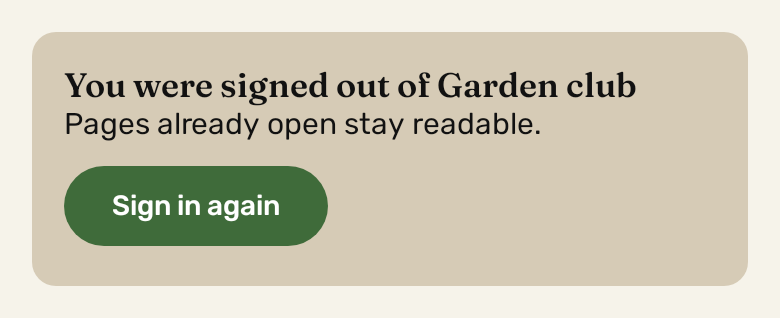 You were signed out of Garden club
Pages already open stay readable.
Sign in again